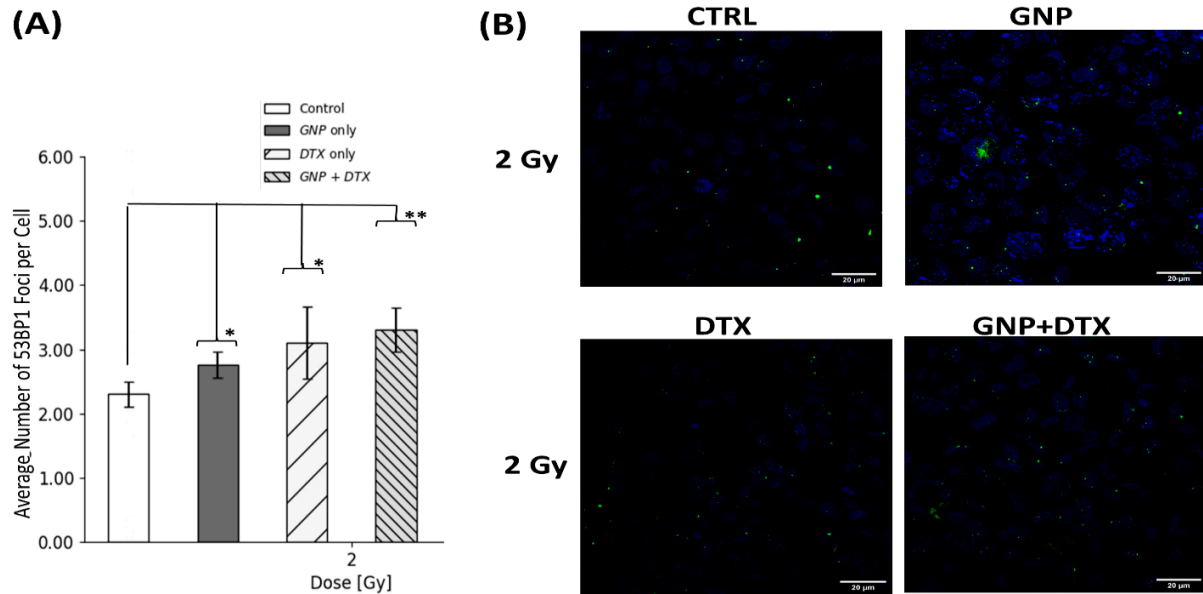 (A)
Control
GNP only
DTX only
GNP + DTX
6.00
5.00
4.00
3.00
2.00
1.00
0.00
Average Number of 53BP1 Foci per Cell
*
*
**
2
Dose [Gy]
(B)
CTRL
GNP
2 Gy
20 µm
20 µm
DTX
GNP+DTX
2 Gy
20 µm
20 µm